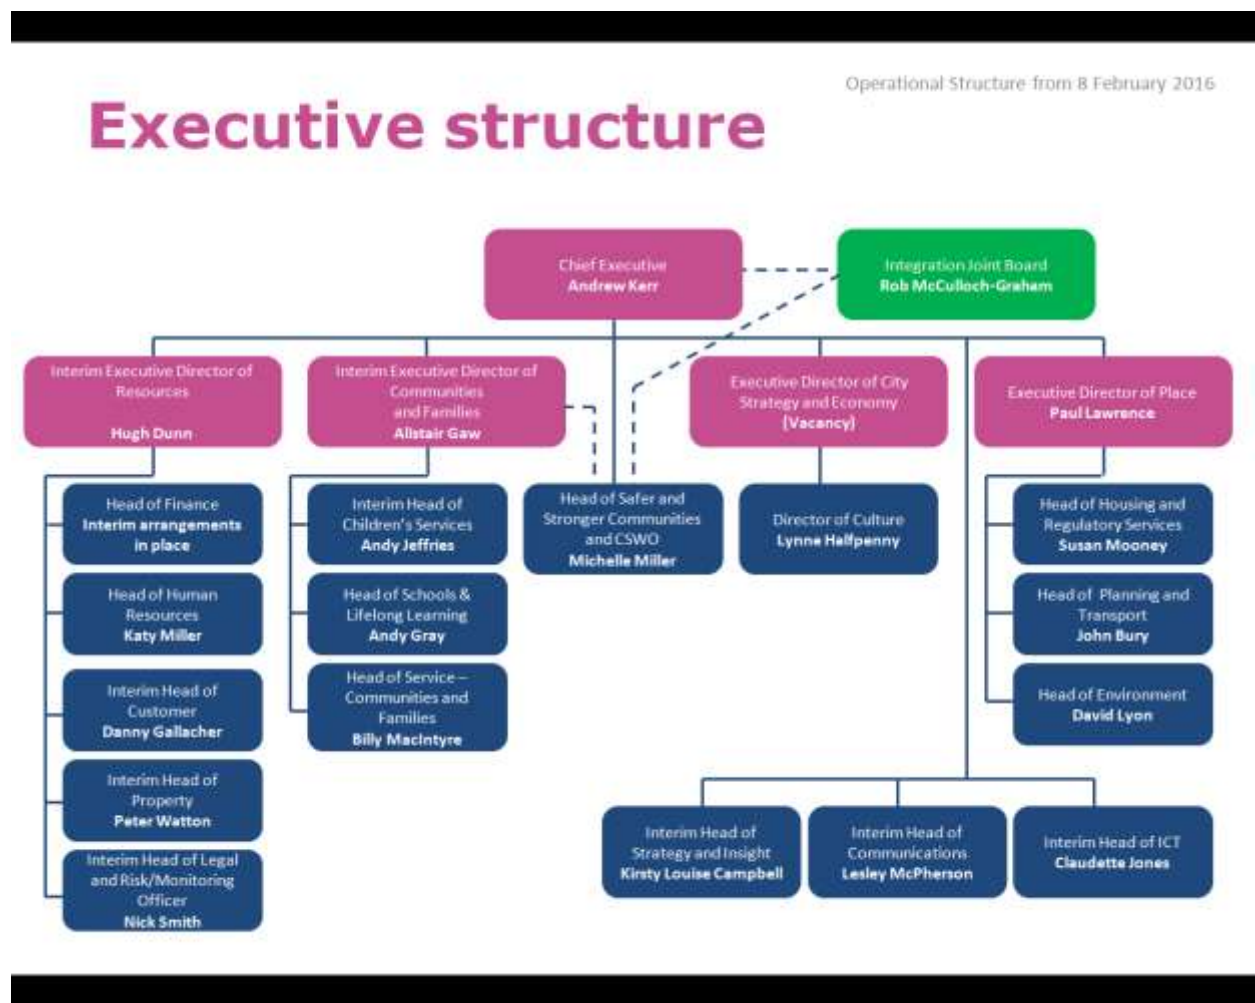 Operational Structure from 8 February 2016
Executive structure
Chief Executive
Andrew Kerr
Integration Joint Board
Rob McCulloch-Graham
Interim Executive Director of
Resources
Hugh Dunn
Interim Executive Director of
Communities
and Families
Alistair Gaw
Executive Director of City
Strategy and Economy
(Vacancy)
Executive Director of Place
Paul Lawrence
Head of Finance
Interim arrangements
in place
Head of Human
Resources
Katy Miller
Interim Head of
Customer
Danny Gallacher
Interim Head of
Property
Peter Watton
Interim Head of Legal
and Risk/Monitoring
Officer
Nick Smith
Interim Head of
Children's Services
Andy Jeffries
Head of Schools &
Lifelong Learning
Andy Gray
Head of Service –
Communities and
Families
Billy MacIntyre
Head of Safer and
Stronger Communities
and CSWO
Michelle Miller
Director of Culture
Lynne Halfpenny
Head of Housing and
Regulatory Services
Susan Mooney
Head of Planning and
Transport
John Bury
Head of Environment
David Lyon
Interim Head of
Strategy and Insight
Kirsty Louise Campbell
Interim Head of
Communications
Lesley McPherson
Interim Head of ICT
Claudette Jones